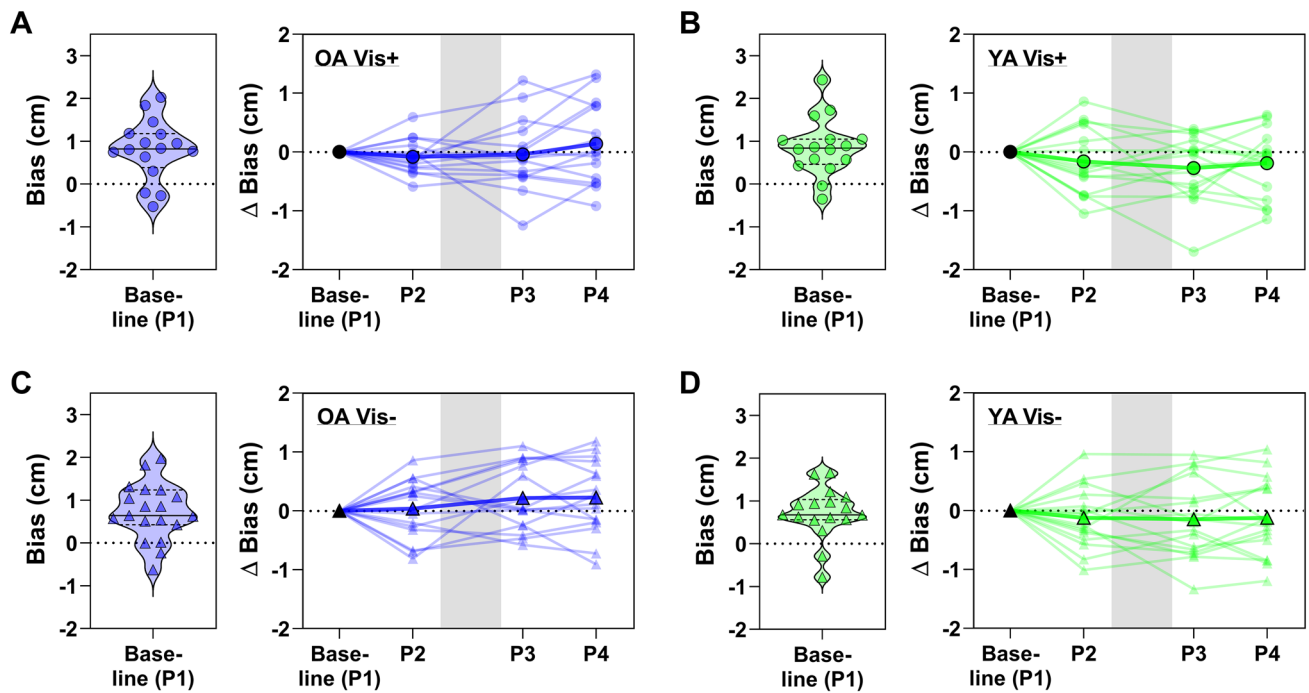 A
Bias (cm)
3
2
1
0
-1
-2
Base-
line (P1)
Δ Bias (cm)
2
1
0
-1
-2
OA Vis+
Base-
line (P1)
P2
P3
P4
B
Bias (cm)
3
2
1
0
-1
-2
Base-
line (P1)
Δ Bias (cm)
2
1
0
-1
-2
YA Vis+
Base-
line (P1)
P2
P3
P4
C
Bias (cm)
3
2
1
0
-1
-2
Base-
line (P1)
Δ Bias (cm)
2
1
0
-1
-2
OA Vis-
Base-
line (P1)
P2
P3
P4
D
Bias (cm)
3
2
1
0
-1
-2
Base-
line (P1)
Δ Bias (cm)
2
1
0
-1
-2
YA Vis-
Base-
line (P1)
P2
P3
P4